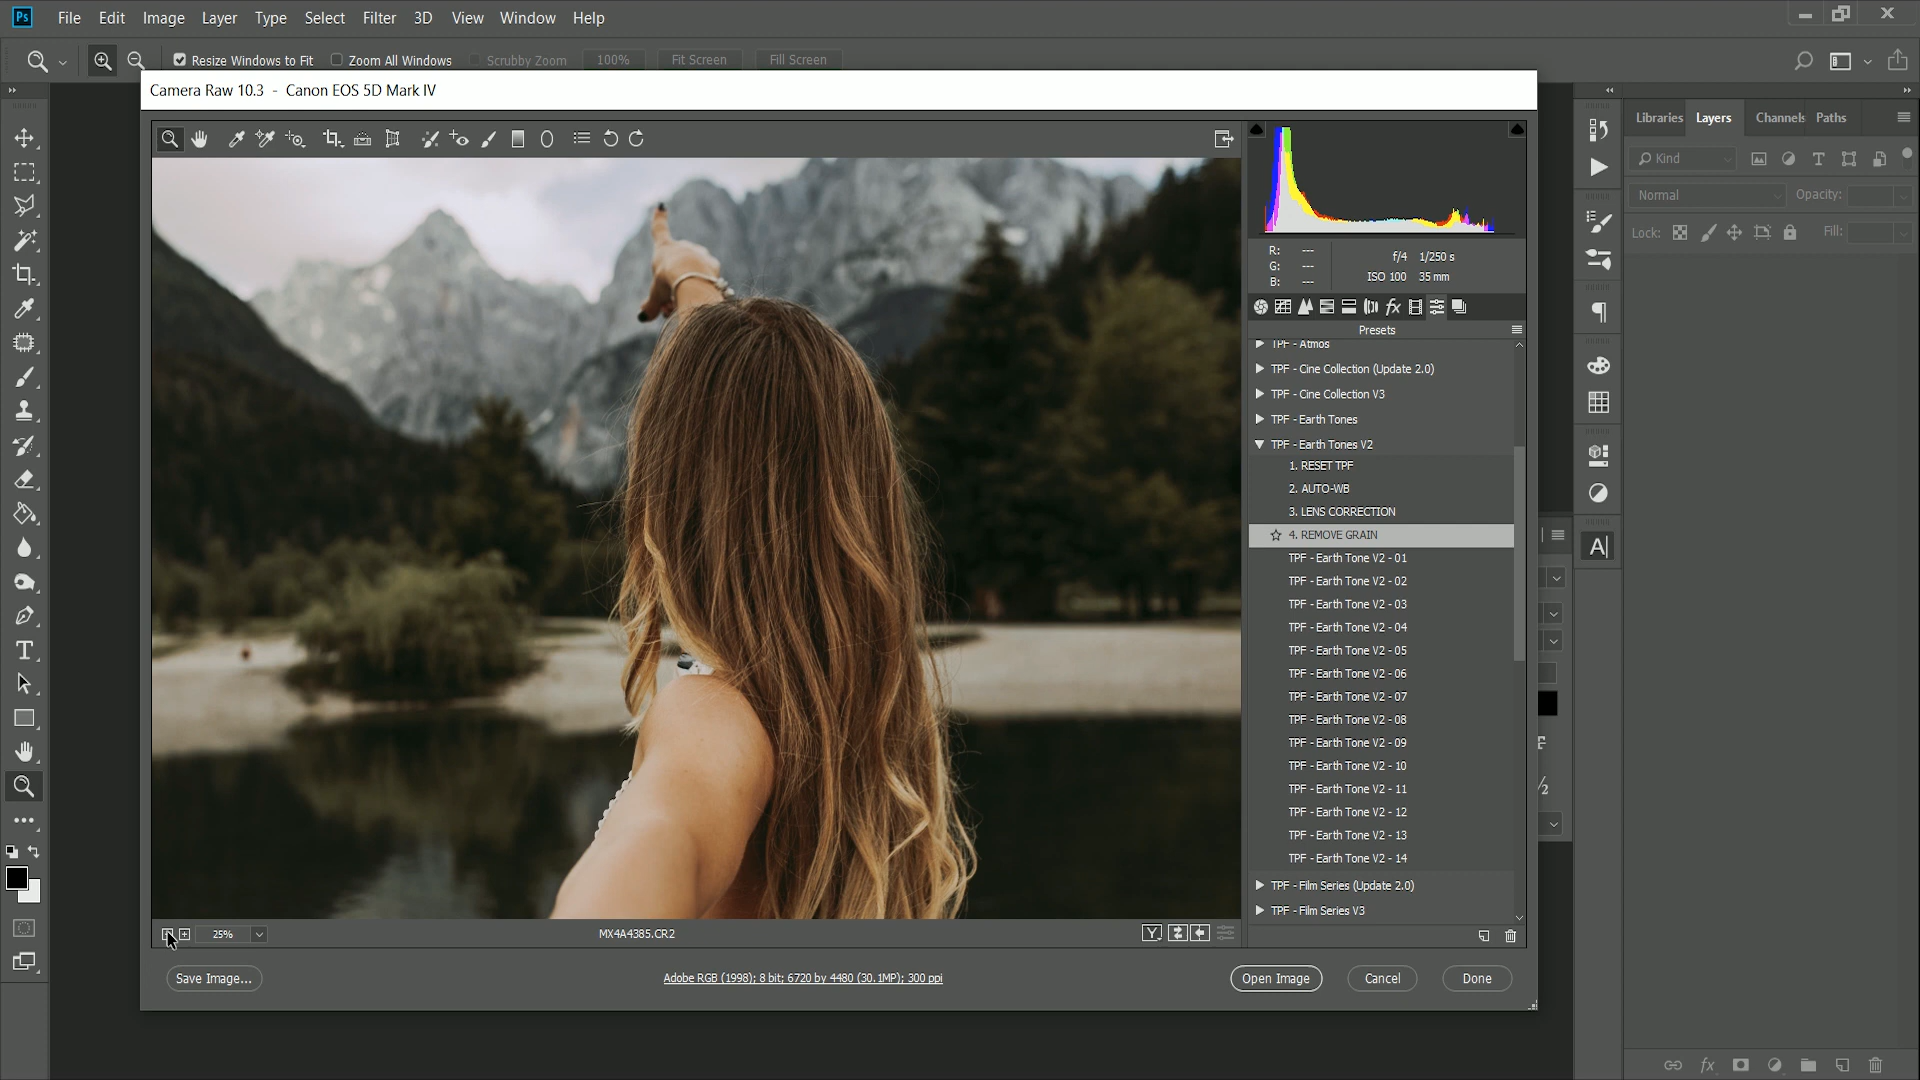 Ps File Edit Image Layer Type Select Filter 3D View Window Help
Resize Windows to Fit Zoom All Windows Scrubby Zoom 100% Fit Screen Fill Screen
Camera Raw 10.3 - Canon EOS 5D Mark IV
Libraries Layers Channels Paths
Kind
Normal Opacity:
Lock: Fill:
R: ---
G: ---
B: ---
f/4 1/250 s
ISO 100 35 mm
Presets
TPF - Atmos
TPF - Cine Collection (Update 2.0)
TPF - Cine Collection V3
TPF - Earth Tones
TPF - Earth Tones V2
1. RESET TPF
2. AUTO-WB
3. LENS CORRECTION
4. REMOVE GRAIN
TPF - Earth Tone V2 - 01
TPF - Earth Tone V2 - 02
TPF - Earth Tone V2 - 03
TPF - Earth Tone V2 - 04
TPF - Earth Tone V2 - 05
TPF - Earth Tone V2 - 06
TPF - Earth Tone V2 - 07
TPF - Earth Tone V2 - 08
TPF - Earth Tone V2 - 09
TPF - Earth Tone V2 - 10
TPF - Earth Tone V2 - 11
TPF - Earth Tone V2 - 12
TPF - Earth Tone V2 - 13
TPF - Earth Tone V2 - 14
TPF - Film Series (Update 2.0)
TPF - Film Series V3
25% MX4A4385.CR2 Y
Save Image... Adobe RGB (1998); 8 bit; 6720 by 4480 (30.1MP); 300 ppi Open Image Cancel Done